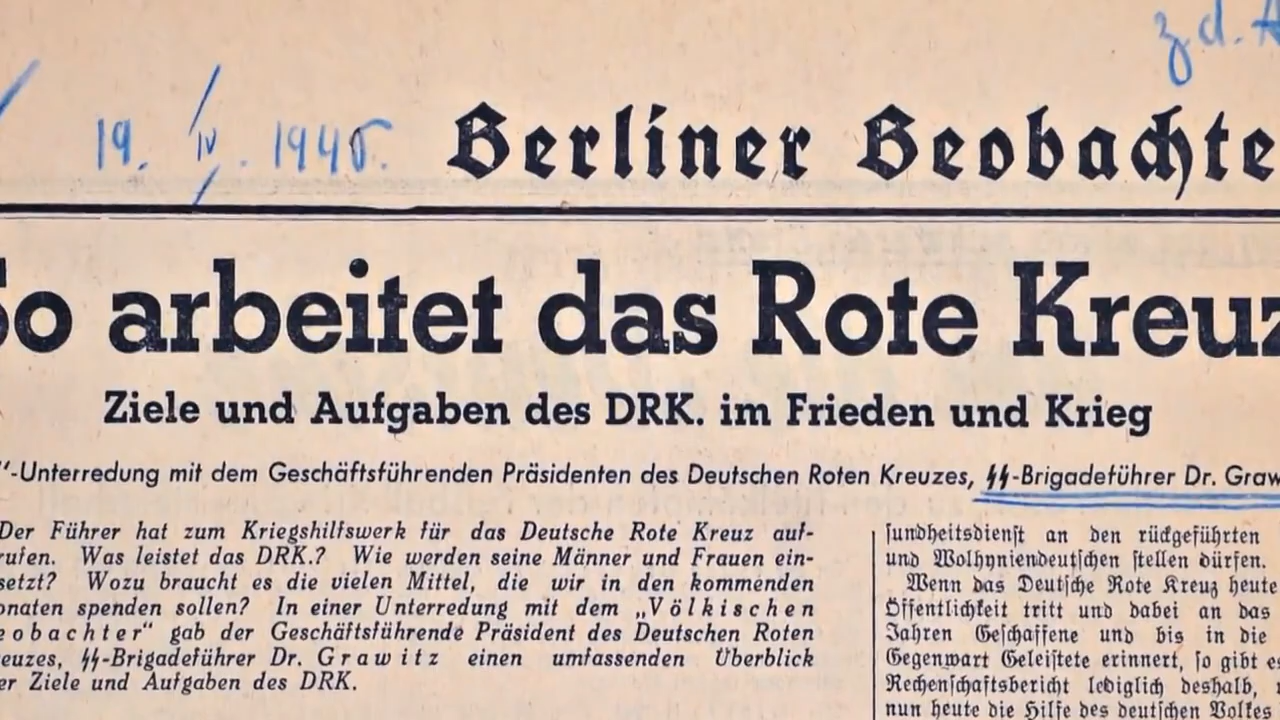 z. d. A
19. IV. 1940.
Berliner Beobachte
So arbeitet das Rote Kreuz
Ziele und Aufgaben des DRK. im Frieden und Krieg
"-Unterredung mit dem Geschäftsführenden Präsidenten des Deutschen Roten Kreuzes, SS-Brigadeführer Dr. Graw
Der Führer hat zum Kriegshilfswerk für das Deutsche Rote Kreuz auf-
rufen. Was leistet das DRK.? Wie werden seine Männer und Frauen ein-
setzt? Wozu braucht es die vielen Mittel, die wir in den kommenden
onaten spenden sollen? In einer Unterredung mit dem „Völkischen
eobachter“ gab der Geschäftsführende Präsident des Deutschen Roten
euzes, SS-Brigadeführer Dr. Grawitz einen umfassenden Überblick
er Ziele und Aufgaben des DRK.
sundheitsdienst an den rückgeführten
und Wolhyniendeutschen stellen dürfen.
Wenn das Deutsche Rote Kreuz heute
Öffentlichkeit tritt und dabei an das
Jahren Geschaffene und bis in die
Gegenwart Geleistete erinnert, so gibt es
Rechenschaftsbericht lediglich deshalb,
nun heute die Hilfe des deutschen Volkes